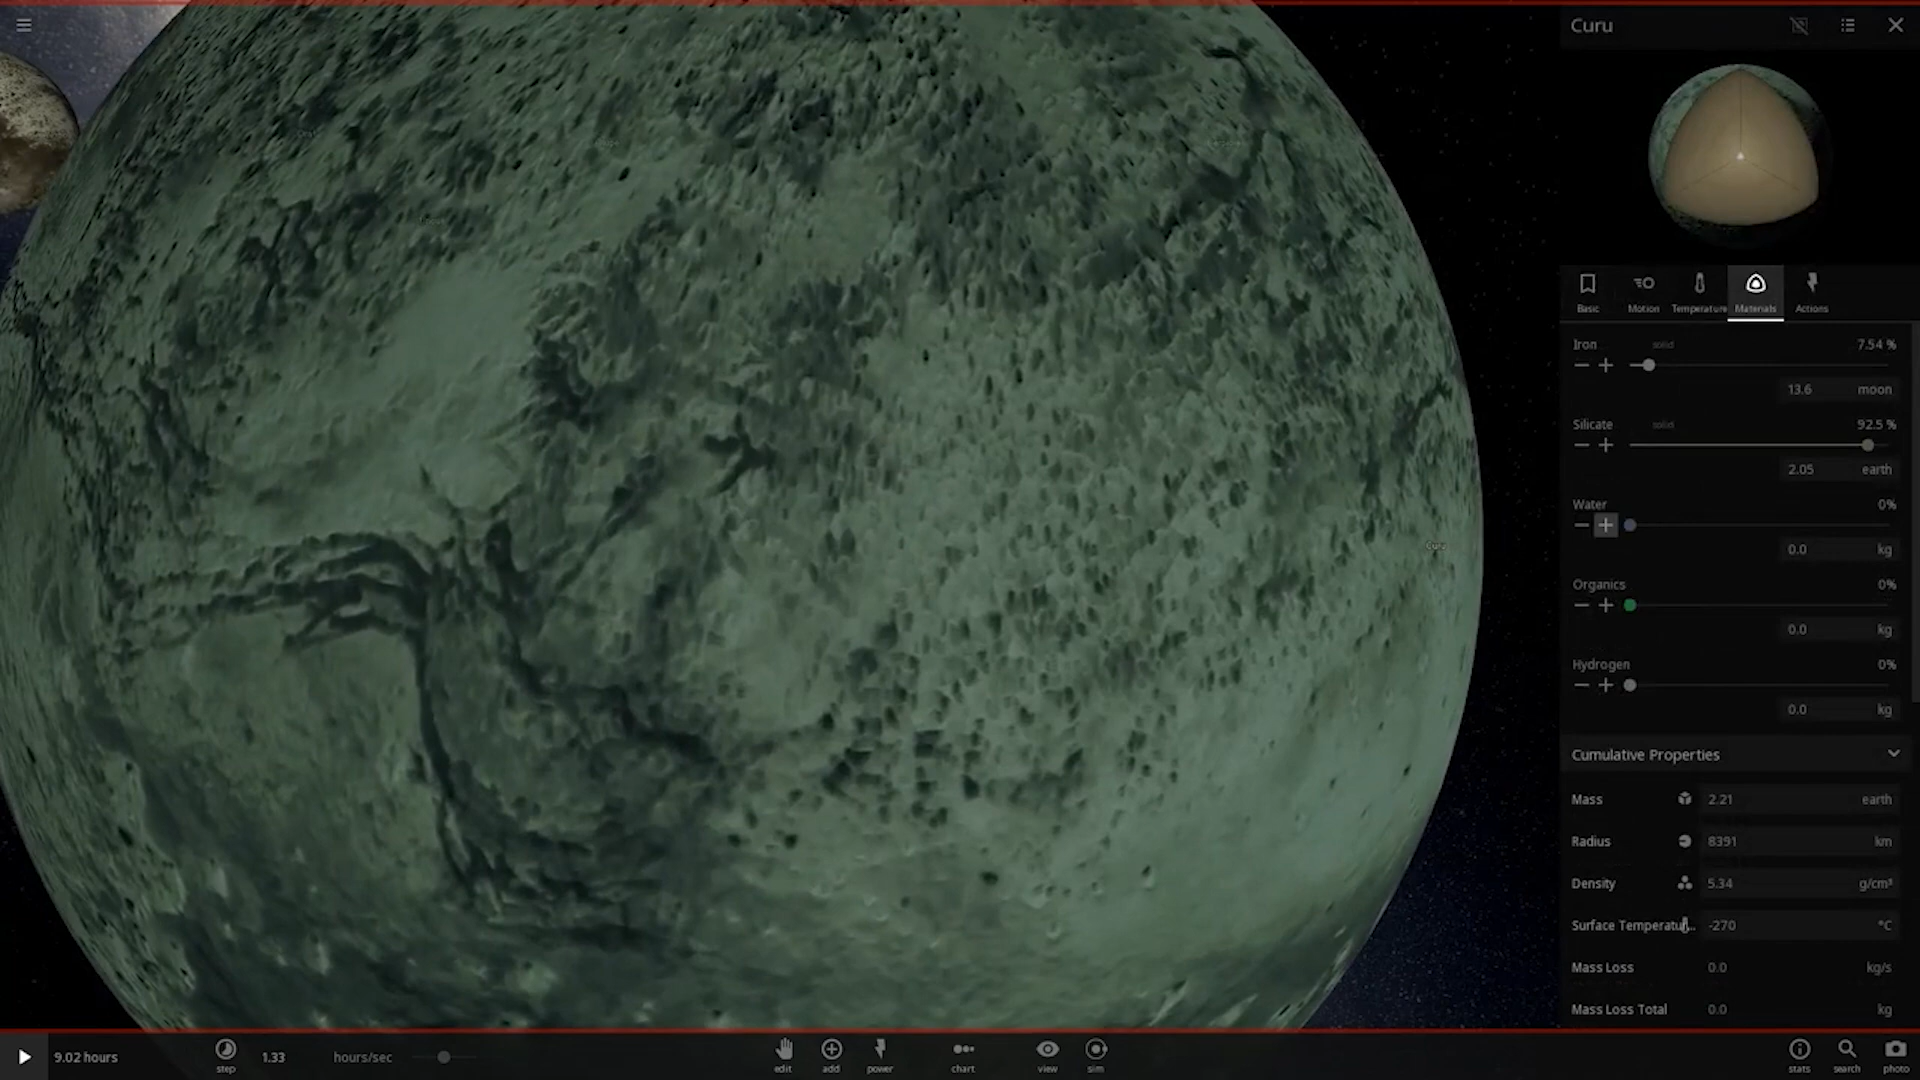 Curu
Basic
Motion
Temperature
Materials
Actions
Iron solid 7.54 %
13.6 moon
Silicate solid 92.5 %
2.05 earth
Water 0%
0.0 kg
Organics 0%
0.0 kg
Hydrogen 0%
0.0 kg
Cumulative Properties
Mass 2.21 earth
Radius 8391 km
Density 5.34 g/cm³
Surface Temperatur... -270 °C
Mass Loss 0.0 kg/s
Mass Loss Total 0.0 kg
Curu
9.02 hours
step
1.33 hours/sec
edit
add
power
chart
view
sim
stats
search
photo